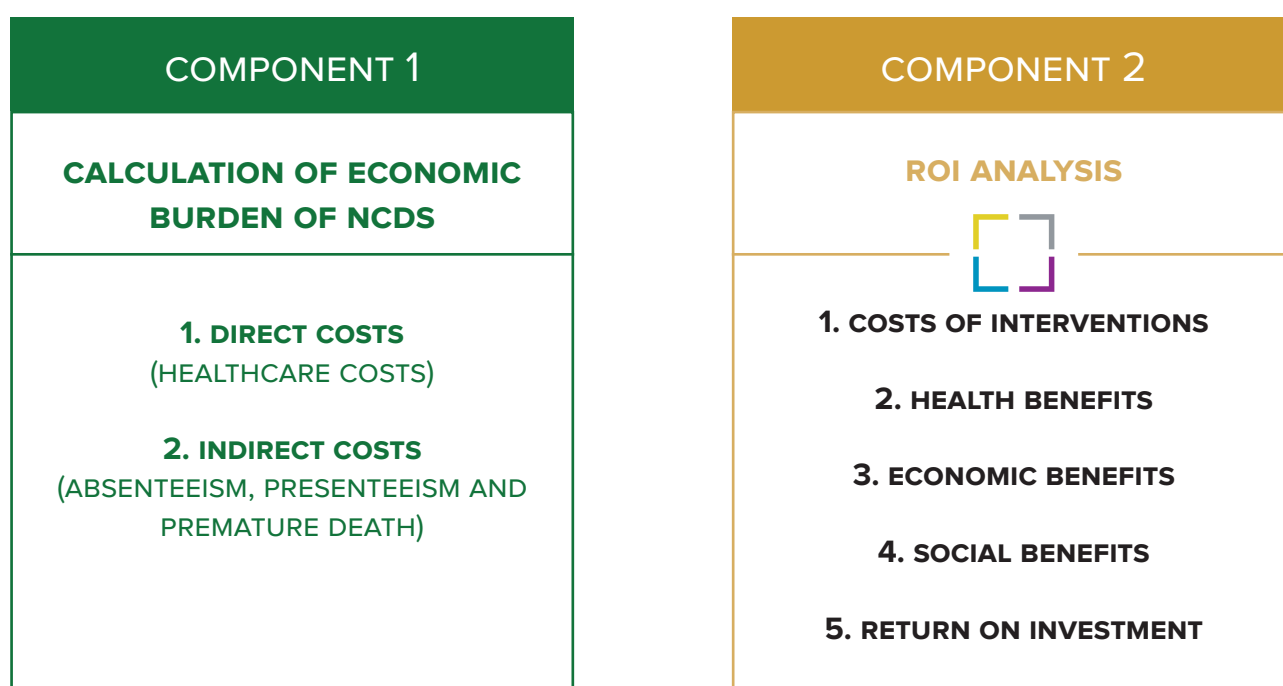 COMPONENT 1
CALCULATION OF ECONOMIC
BURDEN OF NCDS
1. DIRECT COSTS
(HEALTHCARE COSTS)
2. INDIRECT COSTS
(ABSENTEEISM, PRESENTEEISM AND
PREMATURE DEATH)
COMPONENT 2
ROI ANALYSIS
1. COSTS OF INTERVENTIONS
2. HEALTH BENEFITS
3. ECONOMIC BENEFITS
4. SOCIAL BENEFITS
5. RETURN ON INVESTMENT